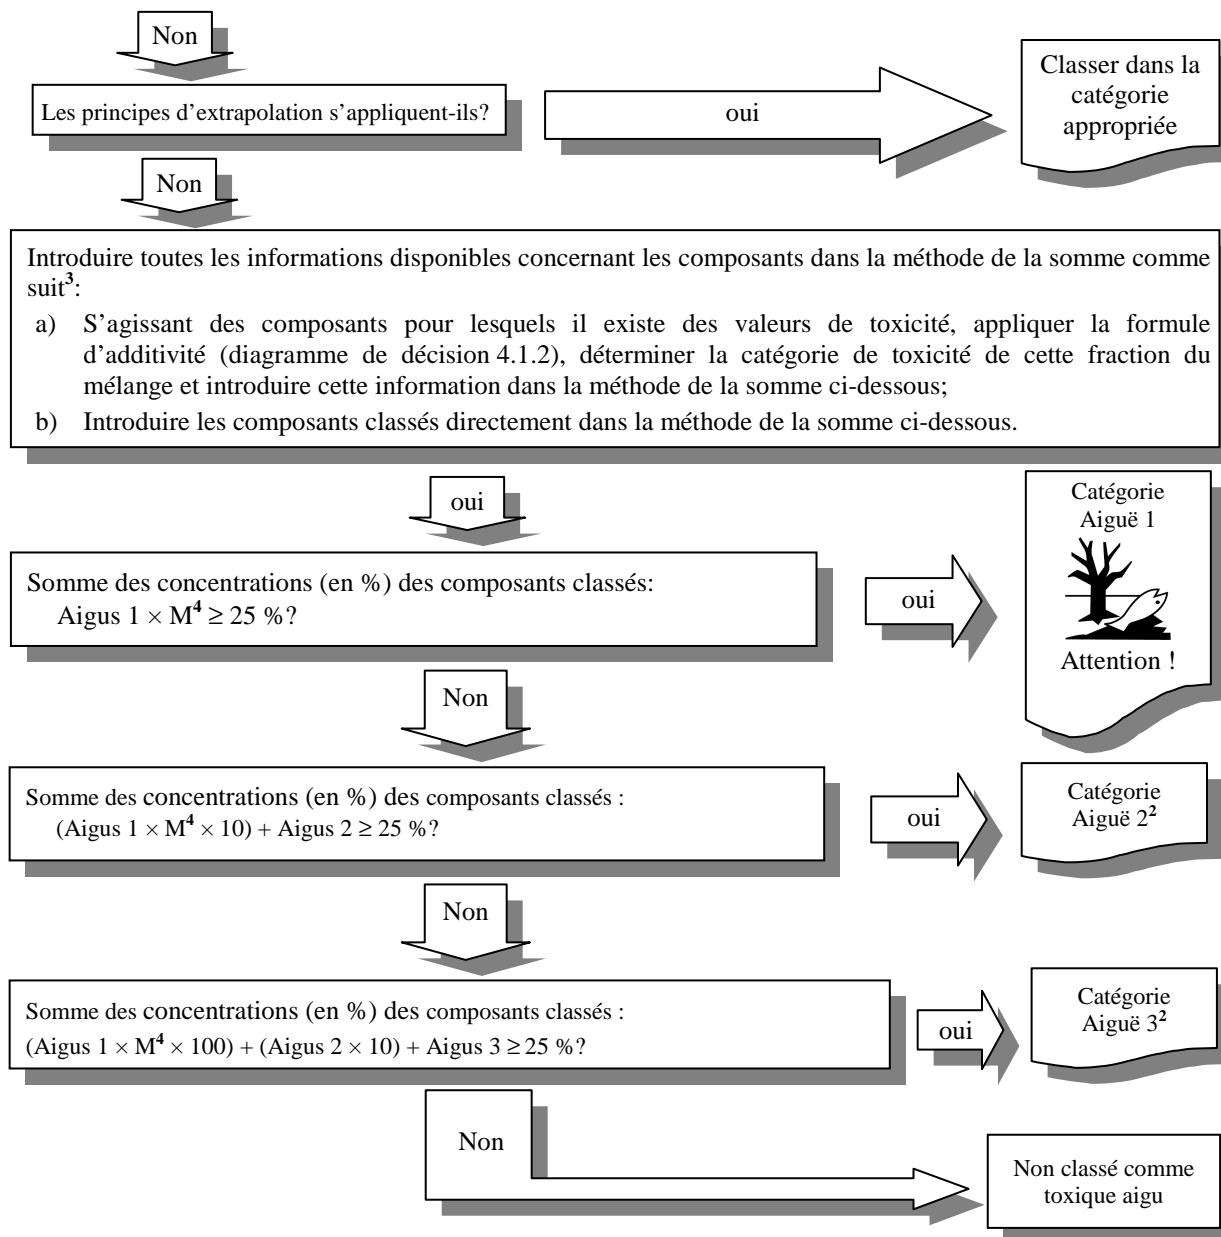 Non
Les principes d'extrapolation s'appliquent-ils?
oui
Classer dans la
catégorie
appropriée
Non
Introduire toutes les informations disponibles concernant les composants dans la méthode de la somme comme
suit³:
a) S'agissant des composants pour lesquels il existe des valeurs de toxicité, appliquer la formule
d'additivité (diagramme de décision 4.1.2), déterminer la catégorie de toxicité de cette fraction du
mélange et introduire cette information dans la méthode de la somme ci-dessous;
b) Introduire les composants classés directement dans la méthode de la somme ci-dessous.
oui
Somme des concentrations (en %) des composants classés:
Aigus 1 × M⁴ ≥ 25 %?
oui
Catégorie
Aiguë 1
Attention !
Non
Somme des concentrations (en %) des composants classés :
(Aigus 1 × M⁴ × 10) + Aigus 2 ≥ 25 %?
oui
Catégorie
Aiguë 2²
Non
Somme des concentrations (en %) des composants classés :
(Aigus 1 × M⁴ × 100) + (Aigus 2 × 10) + Aigus 3 ≥ 25 %?
oui
Catégorie
Aiguë 3²
Non
Non classé comme
toxique aigu